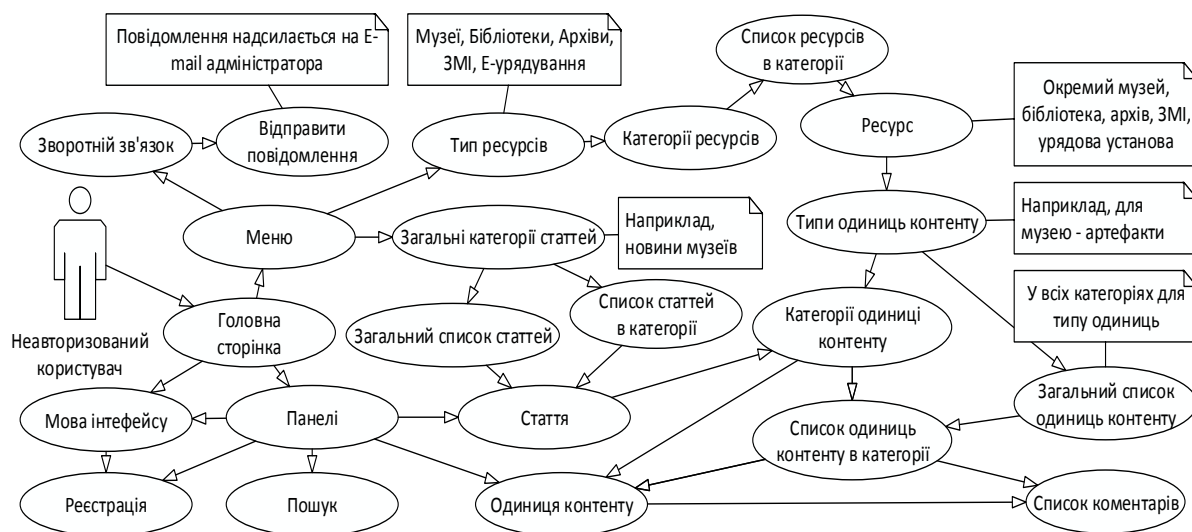 Повідомлення надсилається на E-
mail адміністратора
Музеї, Бібліотеки, Архіви,
ЗМІ, Е-урядування
Список ресурсів
в категорії
Окремий музей,
бібліотека, архів, ЗМІ,
урядова установа
Зворотній зв'язок
Відправити
повідомлення
Тип ресурсів
Категорії ресурсів
Ресурс
Меню
Загальні категорії статтей
Наприклад,
новини музеїв
Типи одиниць контенту
Наприклад, для
музею - артефакти
Неавторизований
користувач
Головна
сторінка
Загальний список статтей
Список статтей
в категорії
Категорії одиниці
контенту
У всіх категоріях для
типу одиниць
Мова інтефейсу
Панелі
Стаття
Список одиниць
контенту в категорії
Загальний список
одиниць контенту
Реєстрація
Пошук
Одиниця контенту
Список коментарів